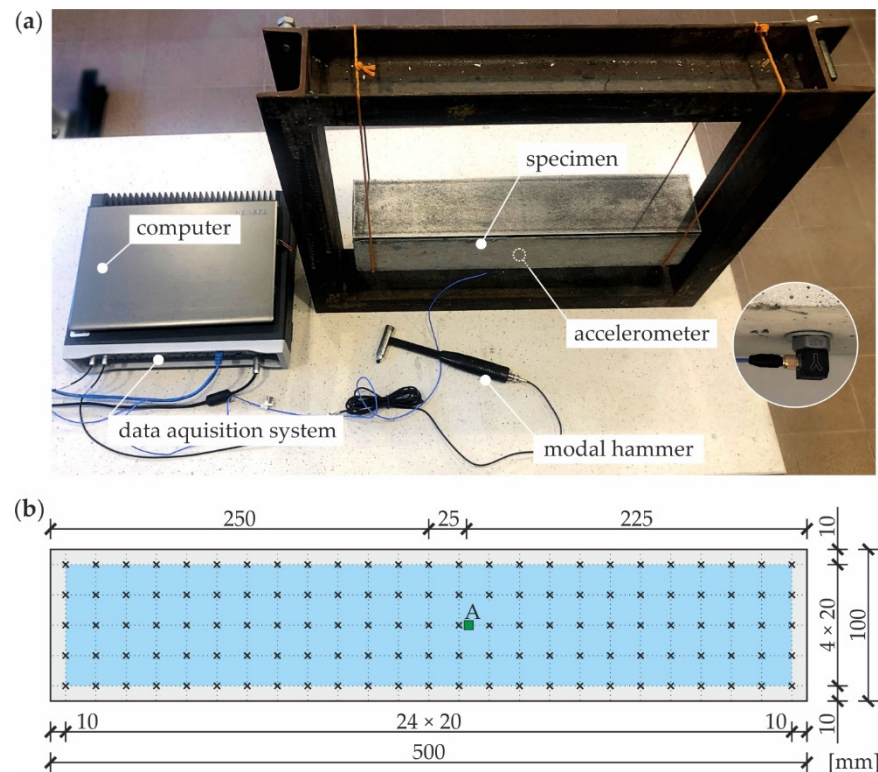 (a)
specimen
computer
accelerometer
data aquisition system
modal hammer
(b)
250
25
225
10
A
4 × 20
100
10
24 × 20
10
10
500
[mm]